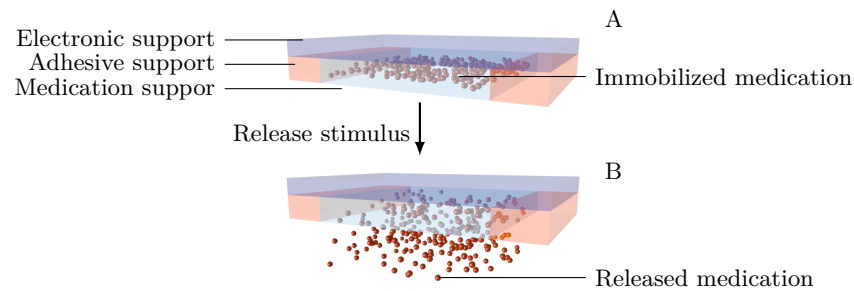 A
Electronic support
Adhesive support
Medication suppor
Immobilized medication
Release stimulus
B
Released medication